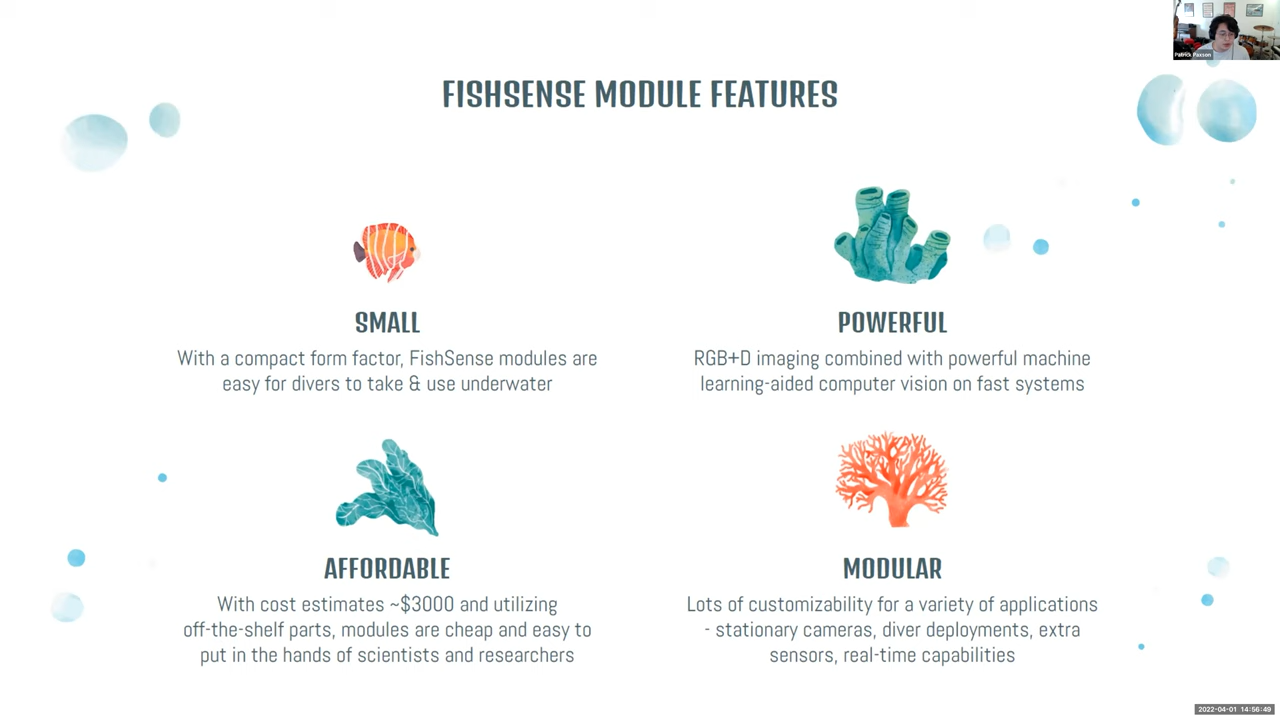 Patrick Paxson
FISHSENSE MODULE FEATURES
SMALL
With a compact form factor, FishSense modules are
easy for divers to take & use underwater
POWERFUL
RGB+D imaging combined with powerful machine
learning-aided computer vision on fast systems
AFFORDABLE
With cost estimates ~$3000 and utilizing
off-the-shelf parts, modules are cheap and easy to
put in the hands of scientists and researchers
MODULAR
Lots of customizability for a variety of applications
- stationary cameras, diver deployments, extra
sensors, real-time capabilities
2022-04-01 14:56:49